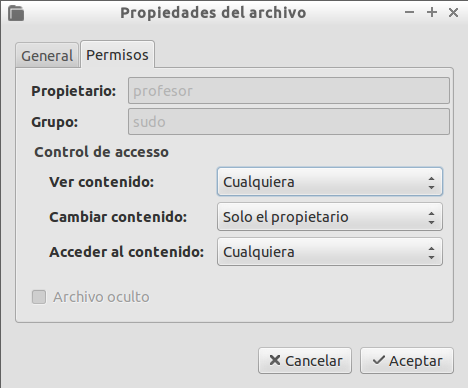 Propiedades del archivo
General Permisos
Propietario: profesor
Grupo: sudo
Control de accesso
Ver contenido: Cualquiera
Cambiar contenido: Solo el propietario
Acceder al contenido: Cualquiera
Archivo oculto
Cancelar Aceptar